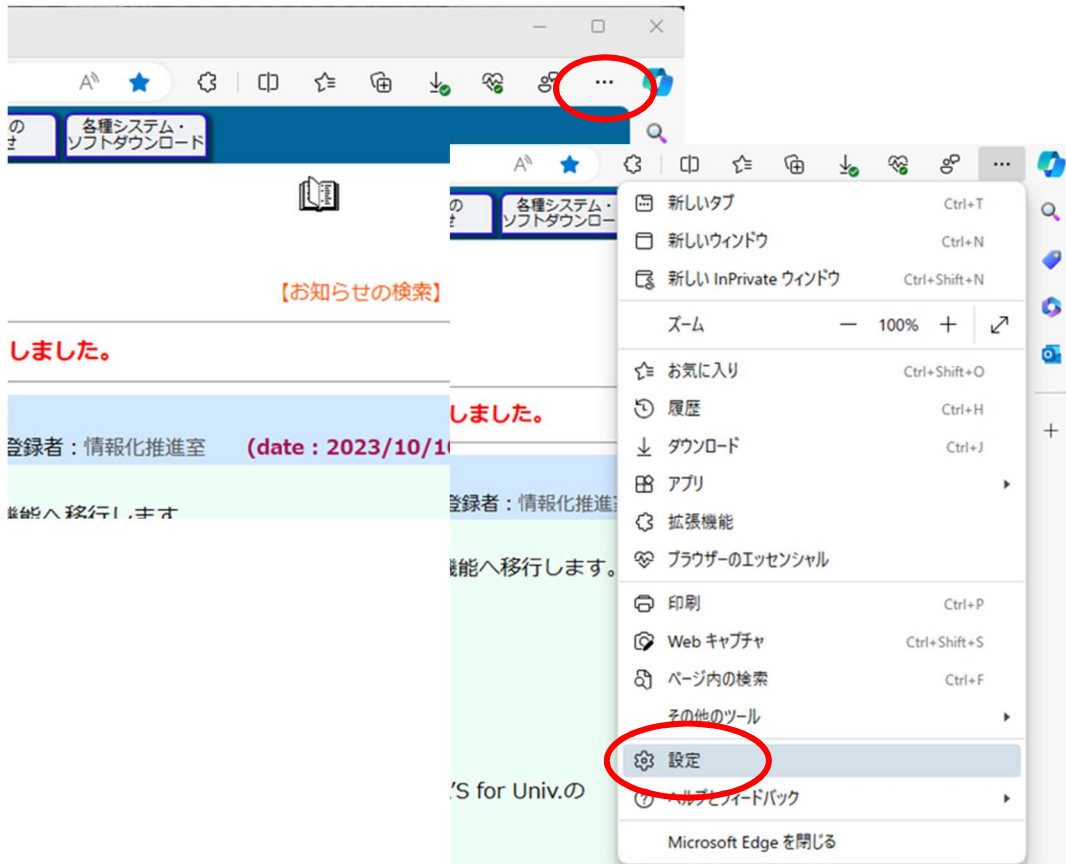 各種システム・
ソフトダウンロード
【お知らせの検索】
しました。
登録者：情報化推進室 (date : 2023/10/1
機能へ移行します
各種システム・
ソフトダウンロー
しました。
登録者：情報化推進
機能へ移行します。
'S for Univ.の
新しいタブ Ctrl+T
新しいウィンドウ Ctrl+N
新しい InPrivate ウィンドウ Ctrl+Shift+N
ズーム — 100% +
お気に入り Ctrl+Shift+O
履歴 Ctrl+H
ダウンロード Ctrl+J
アプリ
拡張機能
ブラウザーのエッセンシャル
印刷 Ctrl+P
Web キャプチャ Ctrl+Shift+S
ページ内の検索 Ctrl+F
その他のツール
設定
ヘルプとフィードバック
Microsoft Edge を閉じる